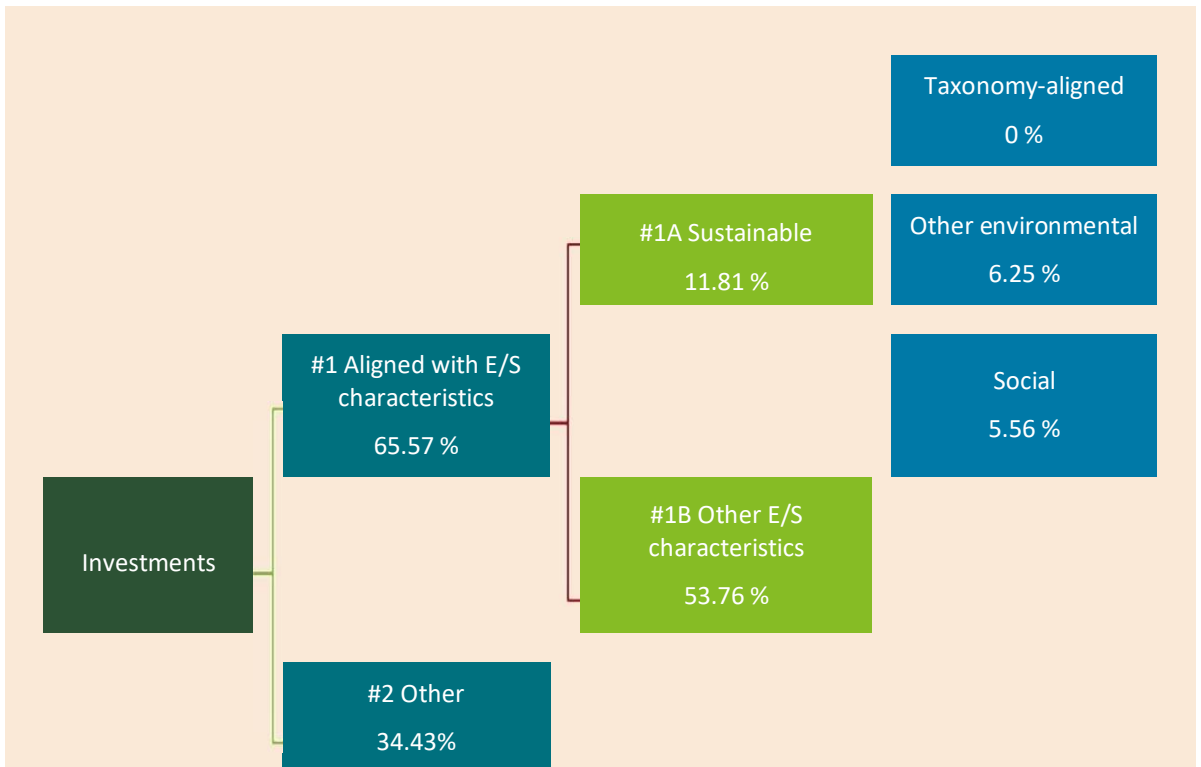 Investments
#1 Aligned with E/S
characteristics
65.57 %
#2 Other
34.43%
#1A Sustainable
11.81 %
#1B Other E/S
characteristics
53.76 %
Taxonomy-aligned
0 %
Other environmental
6.25 %
Social
5.56 %